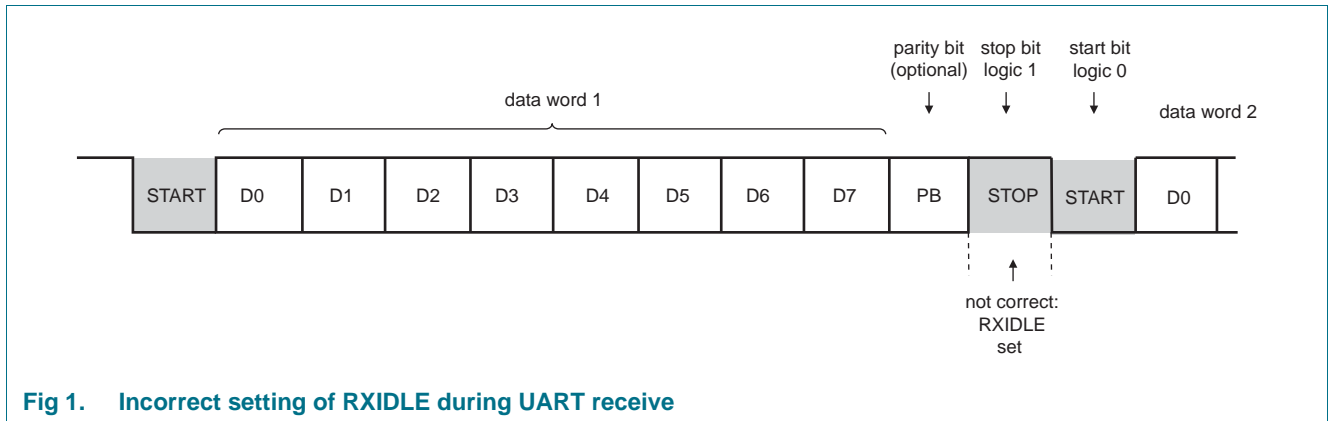 parity bit
(optional)
stop bit
logic 1
start bit
logic 0
data word 1
data word 2
START D0 D1 D2 D3 D4 D5 D6 D7 PB STOP START D0
not correct:
RXIDLE
set
Fig 1. Incorrect setting of RXIDLE during UART receive